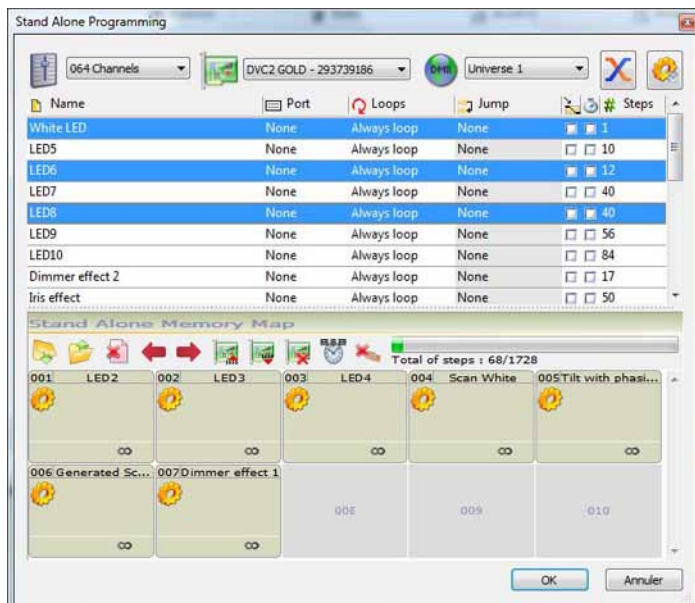 Stand Alone Programming
064 Channels DVC2 GOLD - 293739186 DMX Universe 1
Name Port Loops Jump # Steps
White LED None Always loop None 1
LED5 None Always loop None 10
LED6 None Always loop None 12
LED7 None Always loop None 40
LED8 None Always loop None 40
LED9 None Always loop None 56
LED10 None Always loop None 84
Dimmer effect 2 None Always loop None 17
Iris effect None Always loop None 50
Stand Alone Memory Map
Total of steps : 68/1728
001 LED2 002 LED3 003 LED4 004 Scan White 005 Tilt with phasi...
006 Generated Sc... 007 Dimmer effect 1 008 009 010
OK Annuler